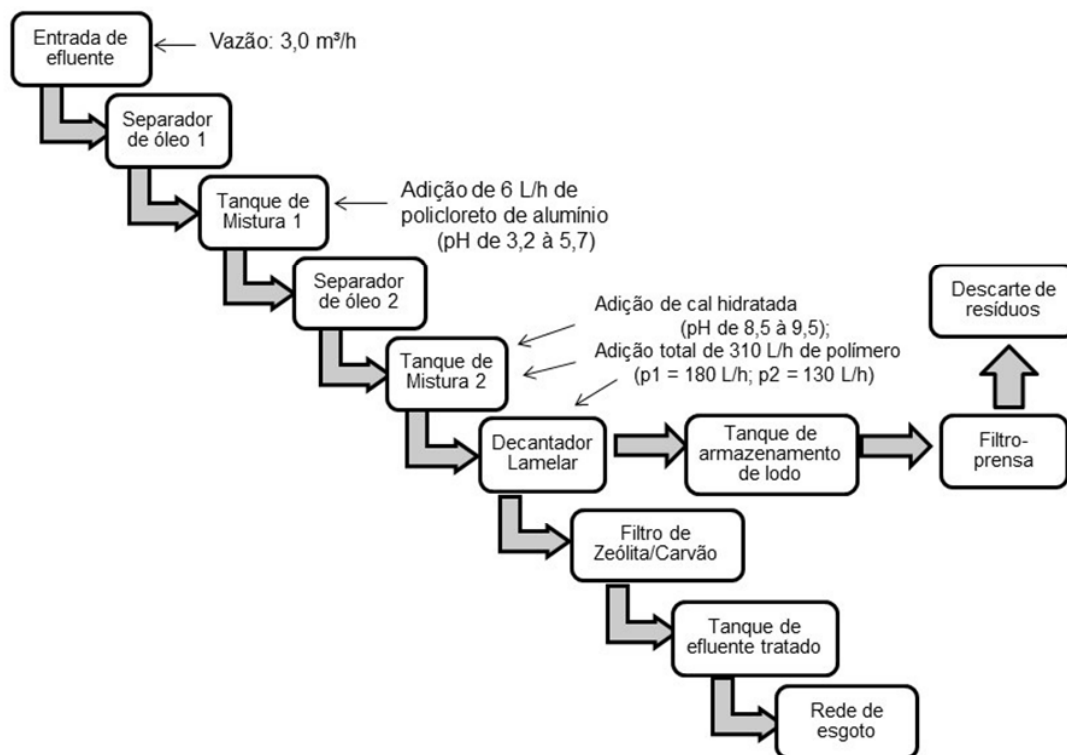 Entrada de
efluente
Vazão: 3,0 m³/h
Separador
de óleo 1
Tanque de
Mistura 1
Adição de 6 L/h de
policloreto de alumínio
(pH de 3,2 à 5,7)
Separador
de óleo 2
Tanque de
Mistura 2
Adição de cal hidratada
(pH de 8,5 à 9,5);
Adição total de 310 L/h de polímero
(p1 = 180 L/h; p2 = 130 L/h)
Decantador
Lamelar
Tanque de
armazenamento
de lodo
Filtro-
prensa
Descarte de
resíduos
Filtro de
Zeólita/Carvão
Tanque de
efluente tratado
Rede de
esgoto